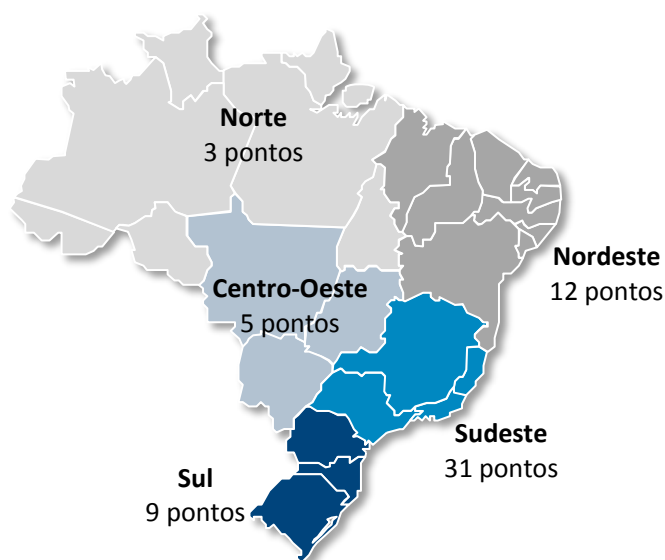 Norte
3 pontos
Nordeste
12 pontos
Centro-Oeste
5 pontos
Sudeste
31 pontos
Sul
9 pontos